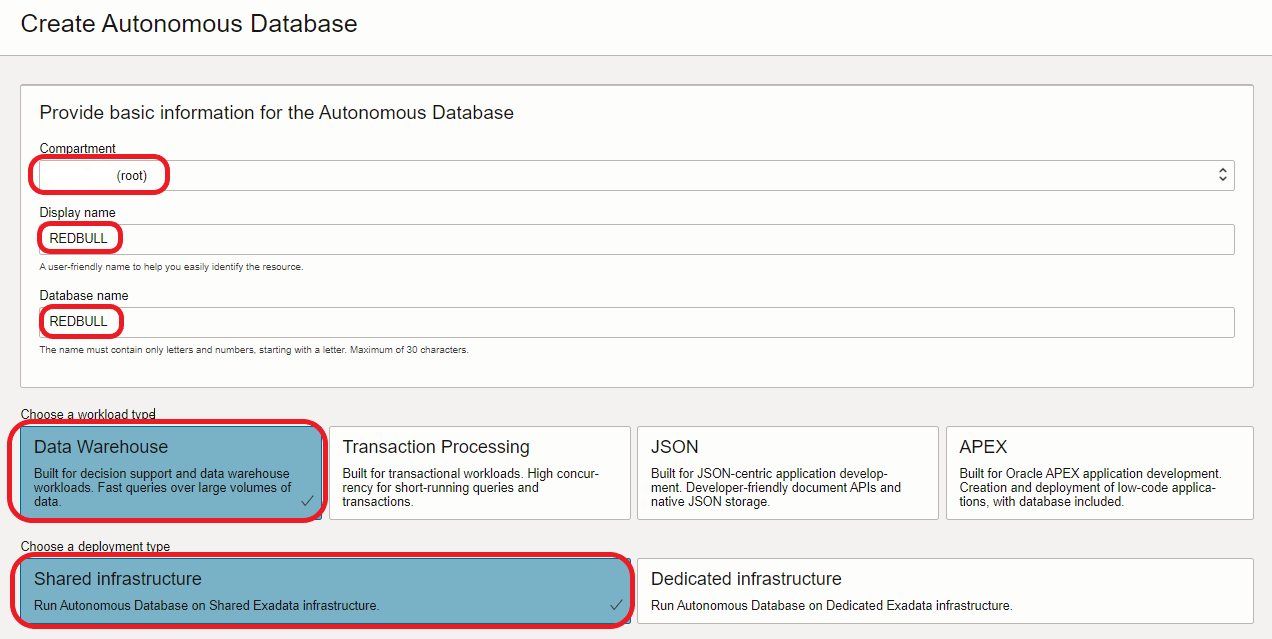 Create Autonomous Database
Provide basic information for the Autonomous Database
Compartment
(root)
Display name
REDBULL
A user-friendly name to help you easily identify the resource.
Database name
REDBULL
The name must contain only letters and numbers, starting with a letter. Maximum of 30 characters.
Choose a workload type
Data Warehouse
Built for decision support and data warehouse
workloads. Fast queries over large volumes of
data.
Transaction Processing
Built for transactional workloads. High concur-
rency for short-running queries and
transactions.
JSON
Built for JSON-centric application develop-
ment. Developer-friendly document APIs and
native JSON storage.
APEX
Built for Oracle APEX application development.
Creation and deployment of low-code applica-
tions, with database included.
Choose a deployment type
Shared infrastructure
Run Autonomous Database on Shared Exadata infrastructure.
Dedicated infrastructure
Run Autonomous Database on Dedicated Exadata infrastructure.